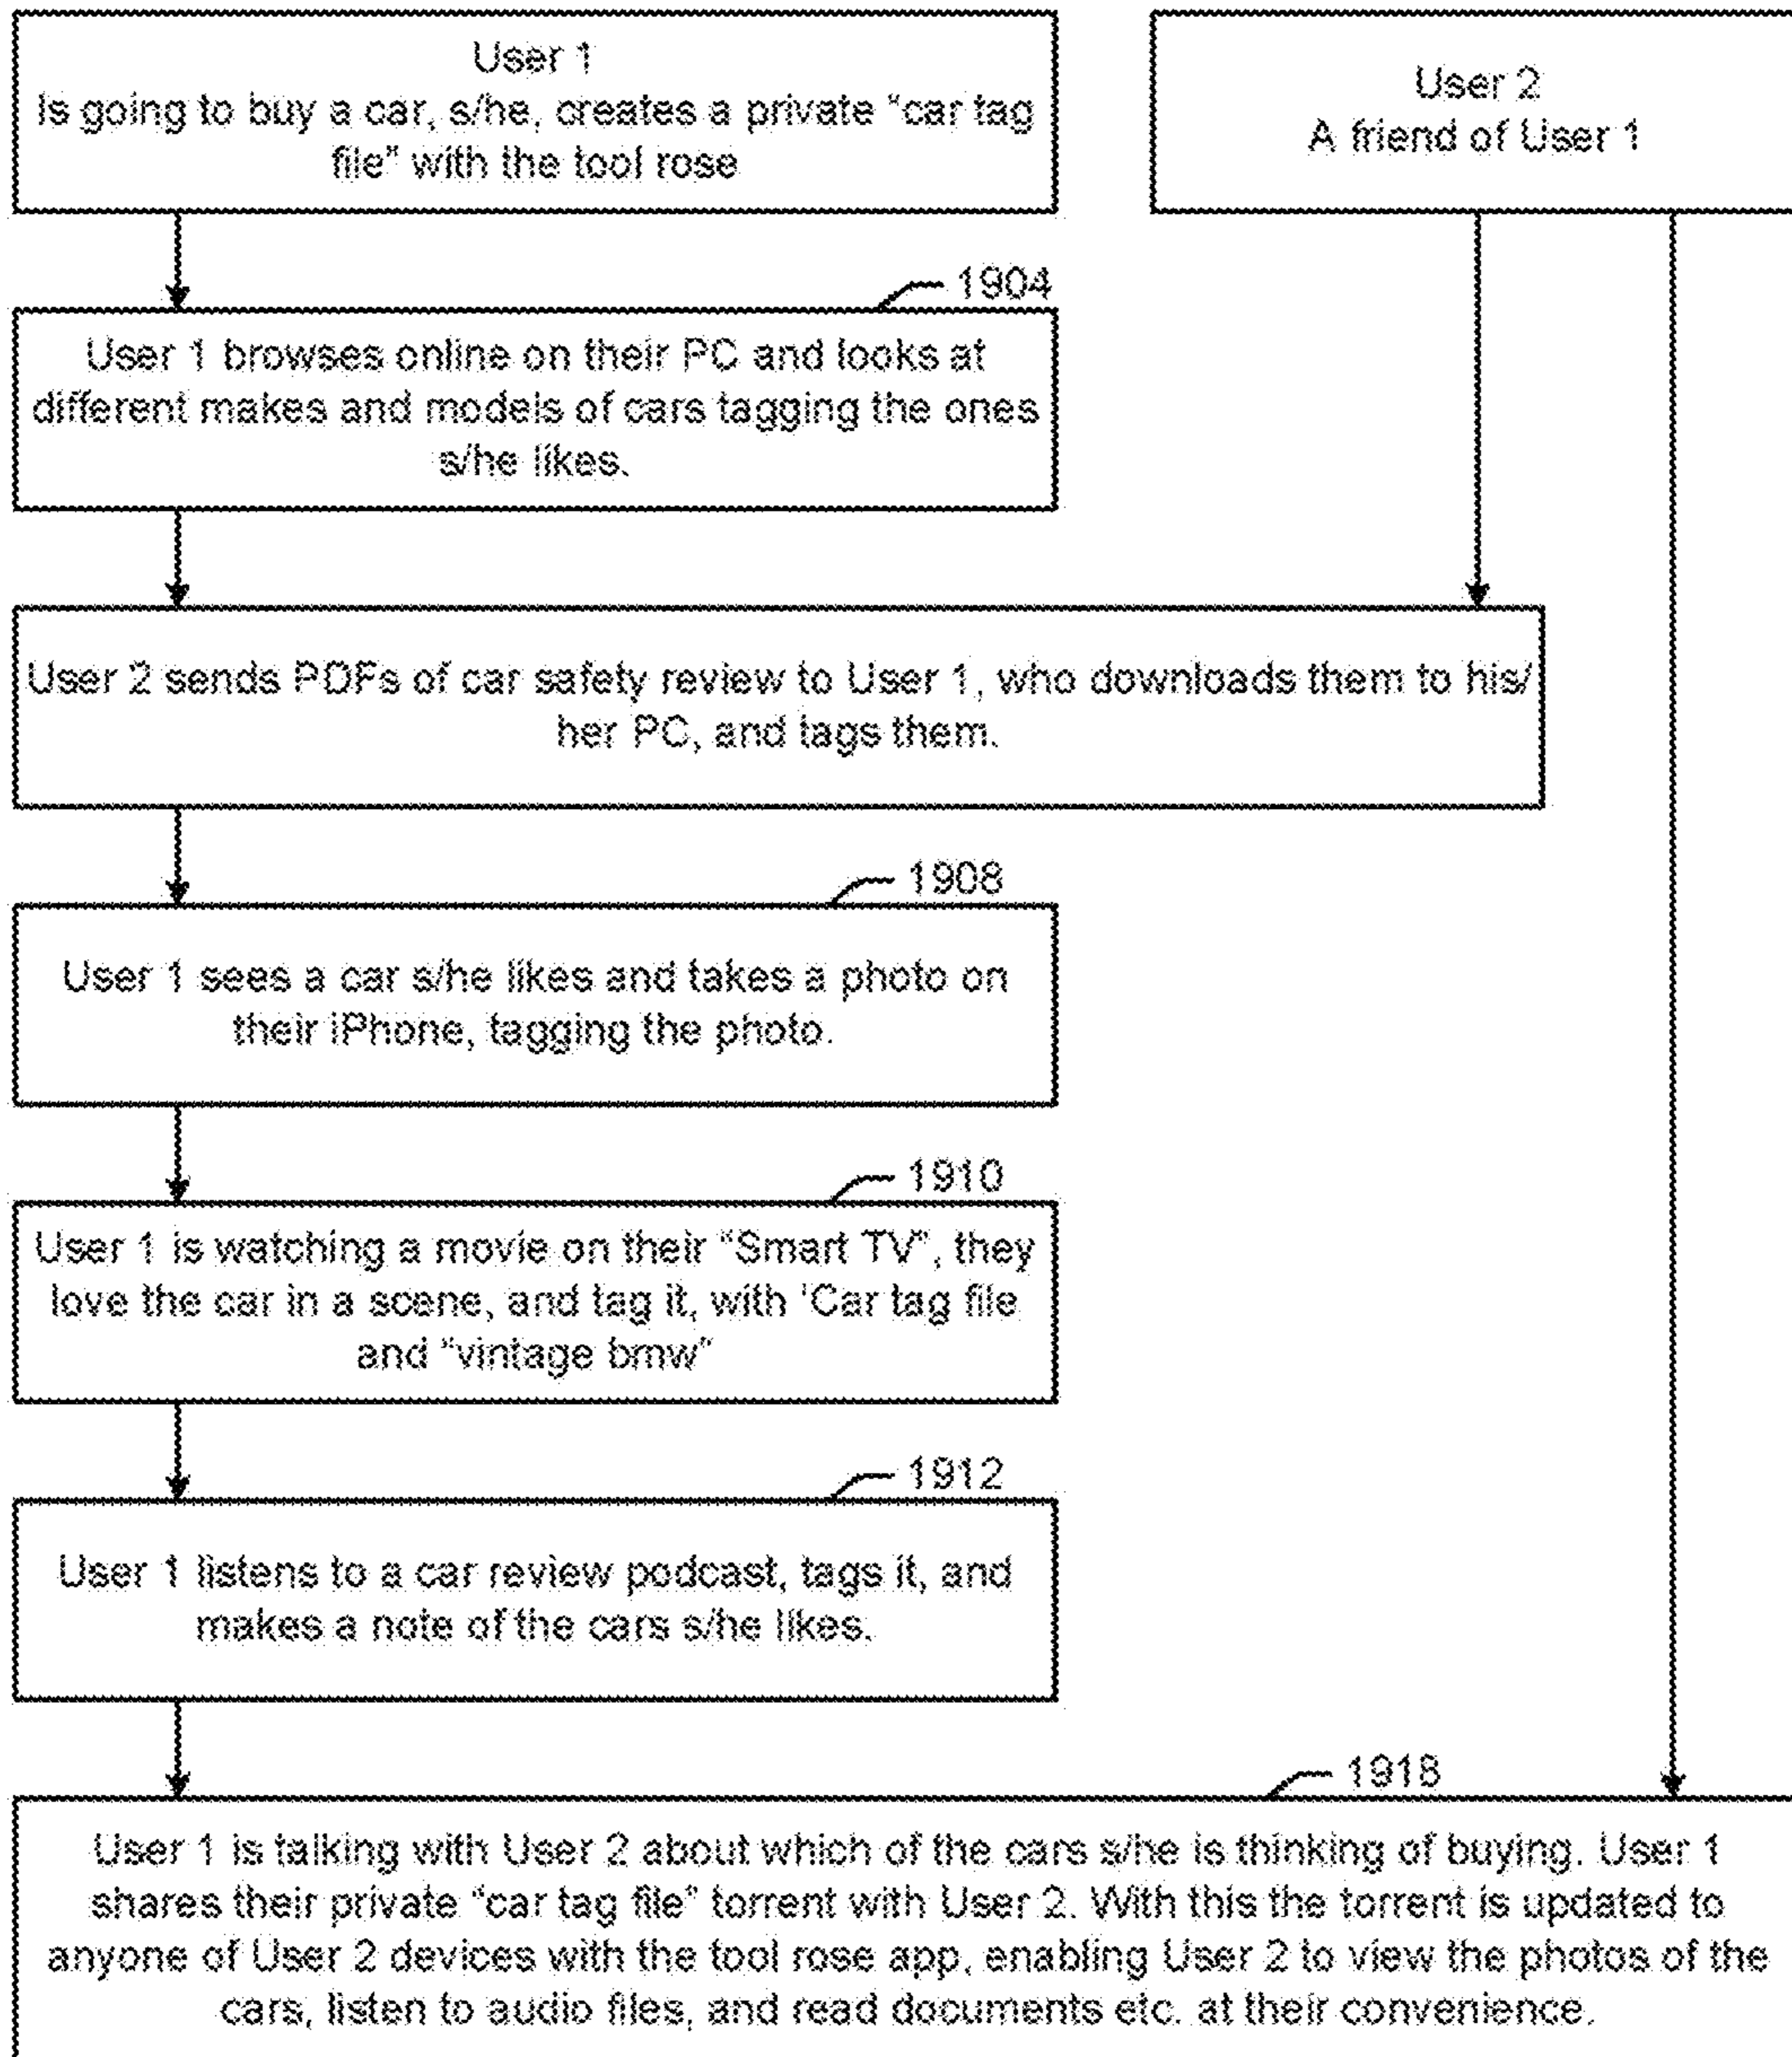 User 1
Is going to buy a car, s/he, creates a private “car tag
file” with the tool rose
User 2
A friend of User 1
1904
User 1 browses online on their PC and looks at
different makes and models of cars tagging the ones
s/he likes.
User 2 sends PDFs of car safety review to User 1, who downloads them to his/
her PC, and tags them.
1908
User 1 sees a car s/he likes and takes a photo on
their iPhone, tagging the photo.
1910
User 1 is watching a movie on their “Smart TV”, they
love the car in a scene, and tag it, with 'Car tag file
and “vintage bmw”
1912
User 1 listens to a car review podcast, tags it, and
makes a note of the cars s/he likes.
1918
User 1 is talking with User 2 about which of the cars s/he is thinking of buying. User 1
shares their private “car tag file” torrent with User 2. With this the torrent is updated to
anyone of User 2 devices with the tool rose app, enabling User 2 to view the photos of the
cars, listen to audio files, and read documents etc. at their convenience.